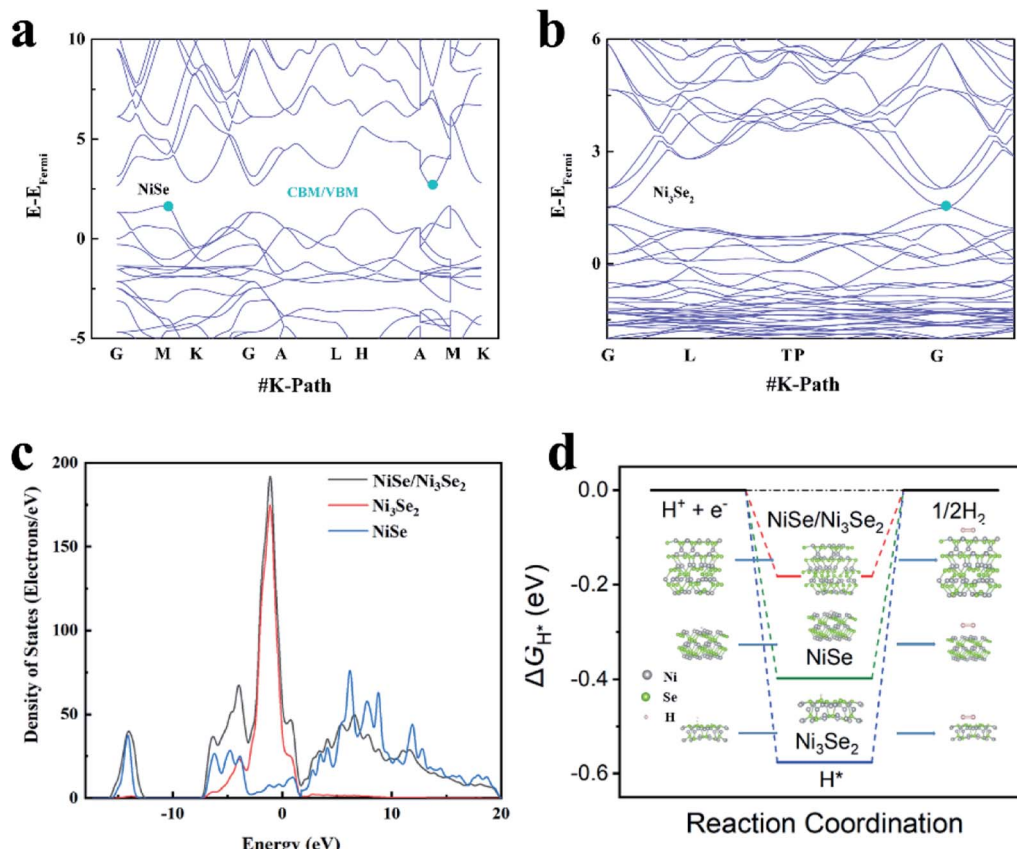 a
10
5
0
-5
E-E_Fermi
NiSe
CBM/VBM
G M K G A L H A M K
#K-Path
b
6
3
0
E-E_Fermi
Ni₃Se₂
G L TP G
#K-Path
c
200
150
100
50
0
Density of States (Electrons/eV)
NiSe/Ni₃Se₂
Ni₃Se₂
NiSe
-10 0 10 20
Energy (eV)
d
0.0
-0.2
-0.4
-0.6
ΔG_H* (eV)
H⁺ + e⁻
NiSe/Ni₃Se₂
1/2H₂
NiSe
Ni
Se
H
Ni₃Se₂
H*
Reaction Coordination